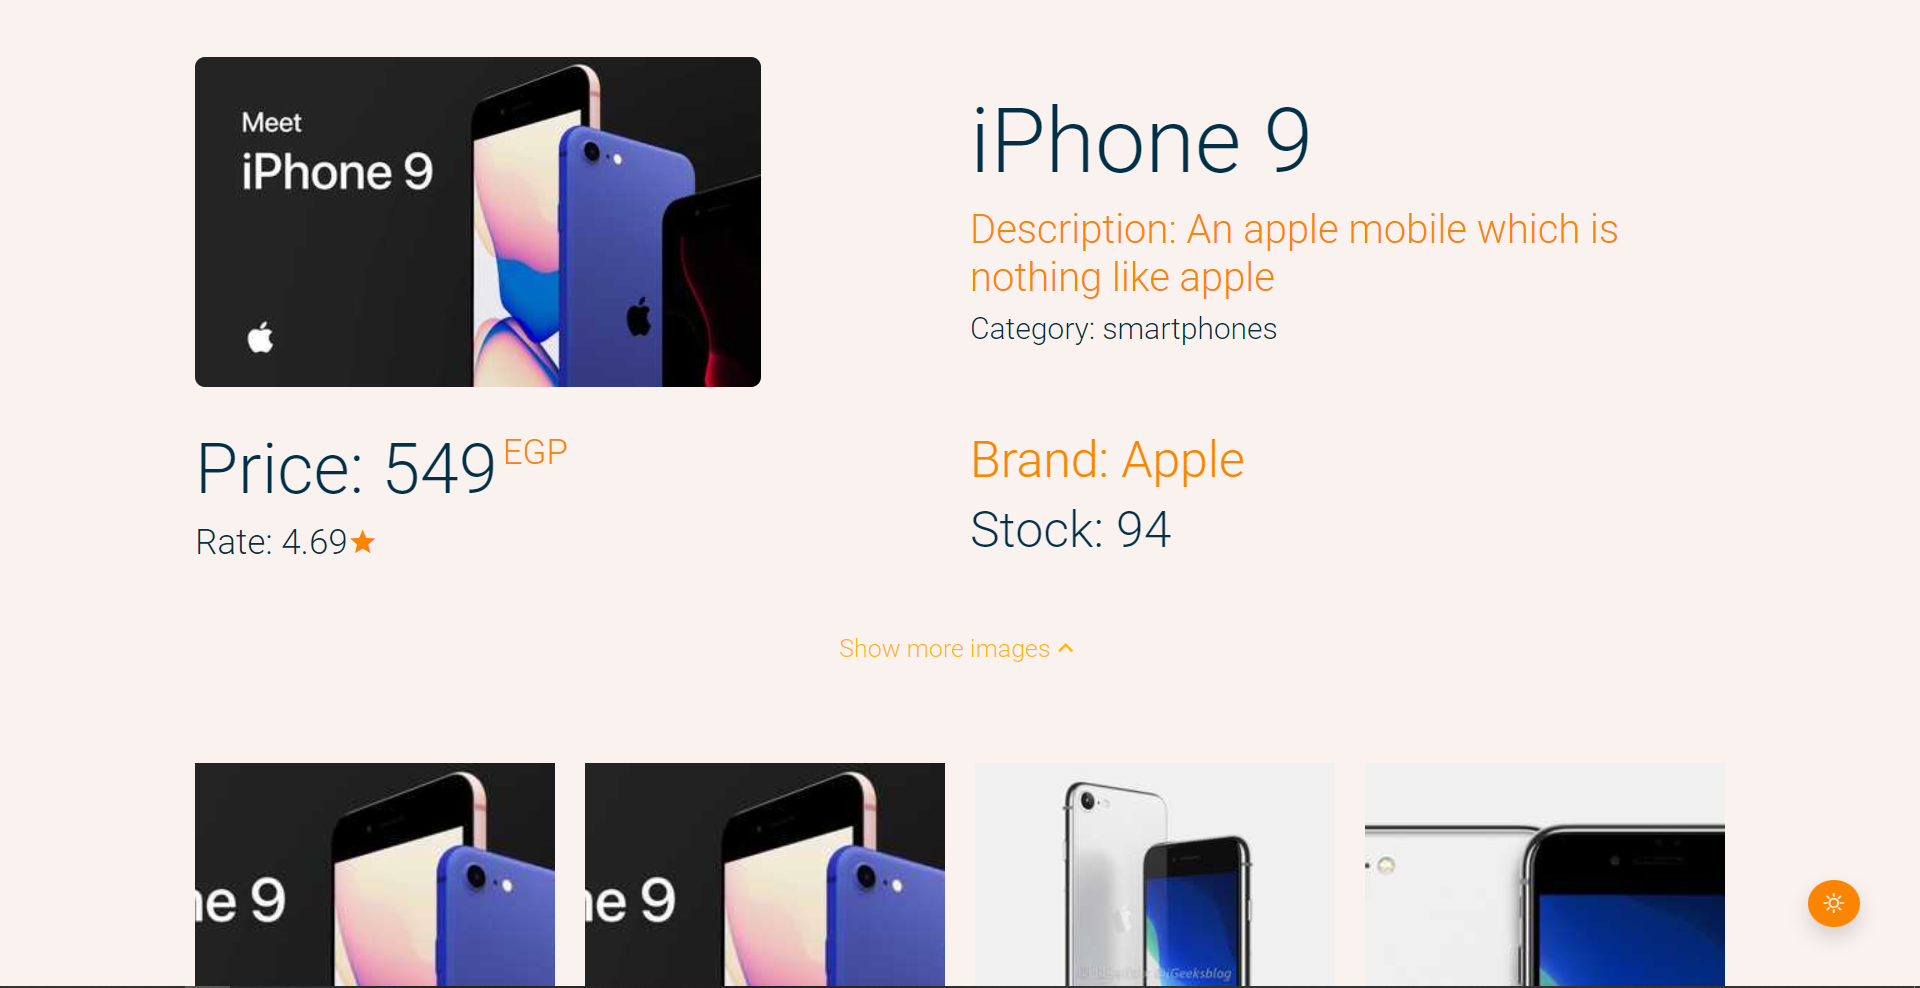 Meet
iPhone 9
iPhone 9
Description: An apple mobile which is
nothing like apple
Category: smartphones
Price: 549 EGP
Rate: 4.69
Brand: Apple
Stock: 94
Show more images
ne 9
ne 9
iGeeksblog